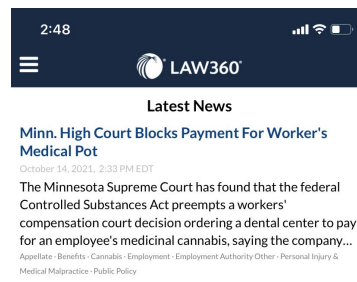 2:48
LAW360®
Latest News
Minn. High Court Blocks Payment For Worker's
Medical Pot
October 14, 2021, 2:33 PM EDT
The Minnesota Supreme Court has found that the federal
Controlled Substances Act preempts a workers'
compensation court decision ordering a dental center to pay
for an employee's medicinal cannabis, saying the company...
Appellate · Benefits · Cannabis · Employment · Employment Authority Other · Personal Injury &
Medical Malpractice · Public Policy